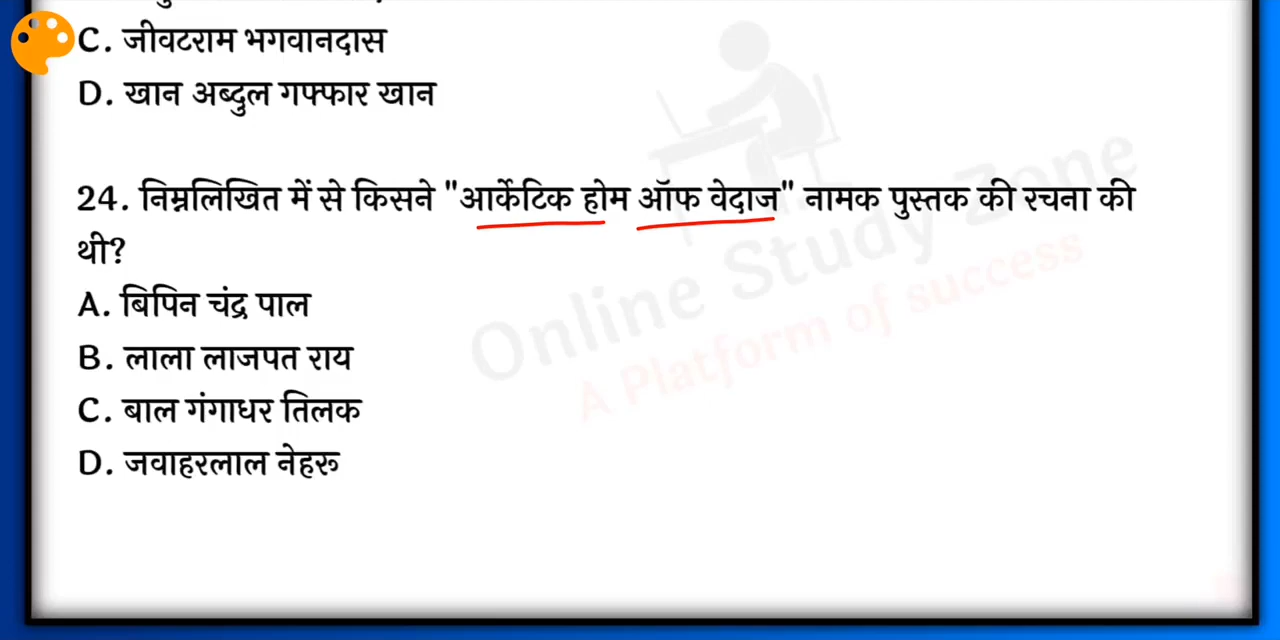 C. जीवटराम भगवानदास
D. खान अब्दुल गफ्फार खान
24. निम्नलिखित में से किसने "आर्केटिक होम ऑफ वेदाज" नामक पुस्तक की रचना की
थी?
A. बिपिन चंद्र पाल
B. लाला लाजपत राय
C. बाल गंगाधर तिलक
D. जवाहरलाल नेहरू
Online Study Zone
A Platform of success